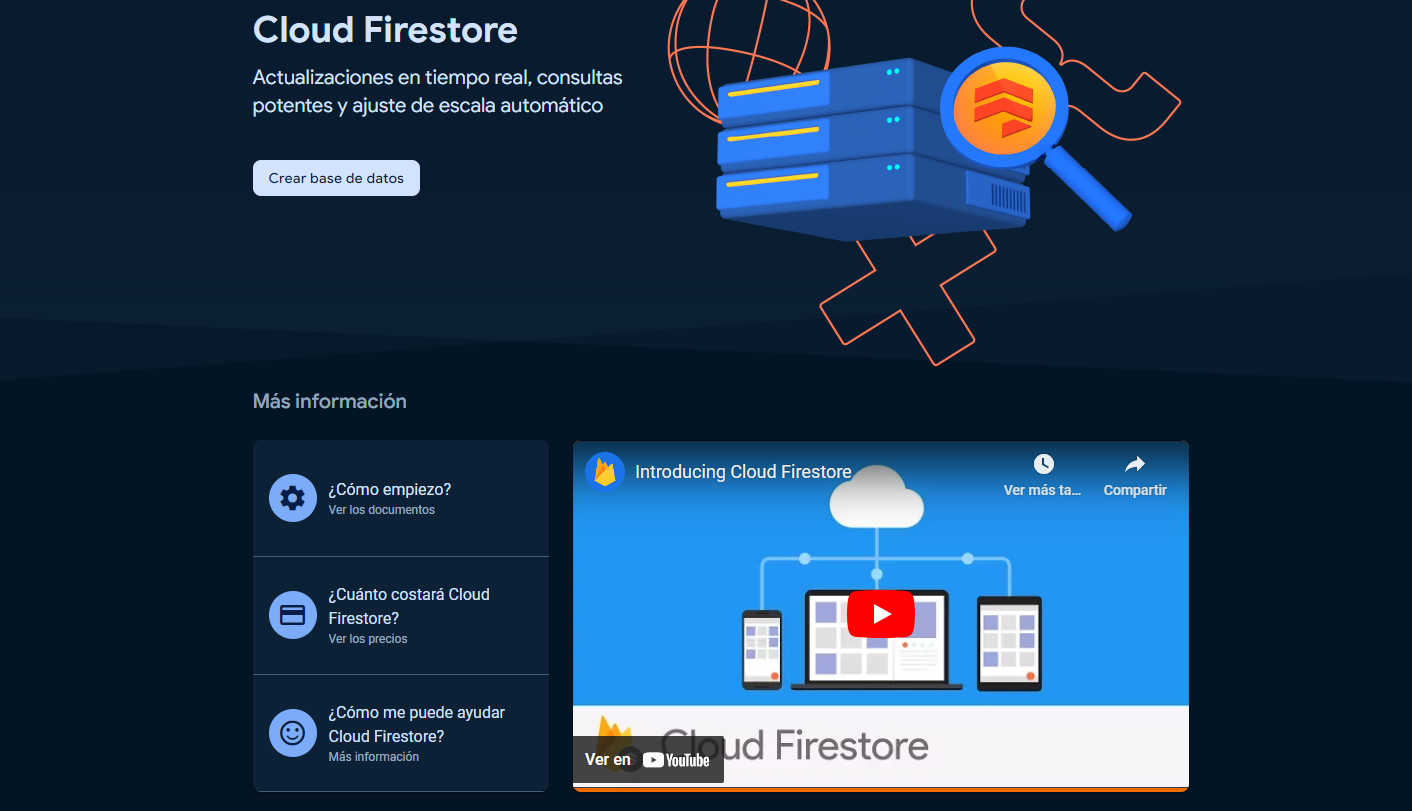 Cloud Firestore
Actualizaciones en tiempo real, consultas
potentes y ajuste de escala automático
Crear base de datos
Más información
¿Cómo empiezo?
Ver los documentos
¿Cuánto costará Cloud
Firestore?
Ver los precios
¿Cómo me puede ayudar
Cloud Firestore?
Más información
Introducing Cloud Firestore
Ver más ta...
Compartir
Cloud Firestore
Ver en YouTube